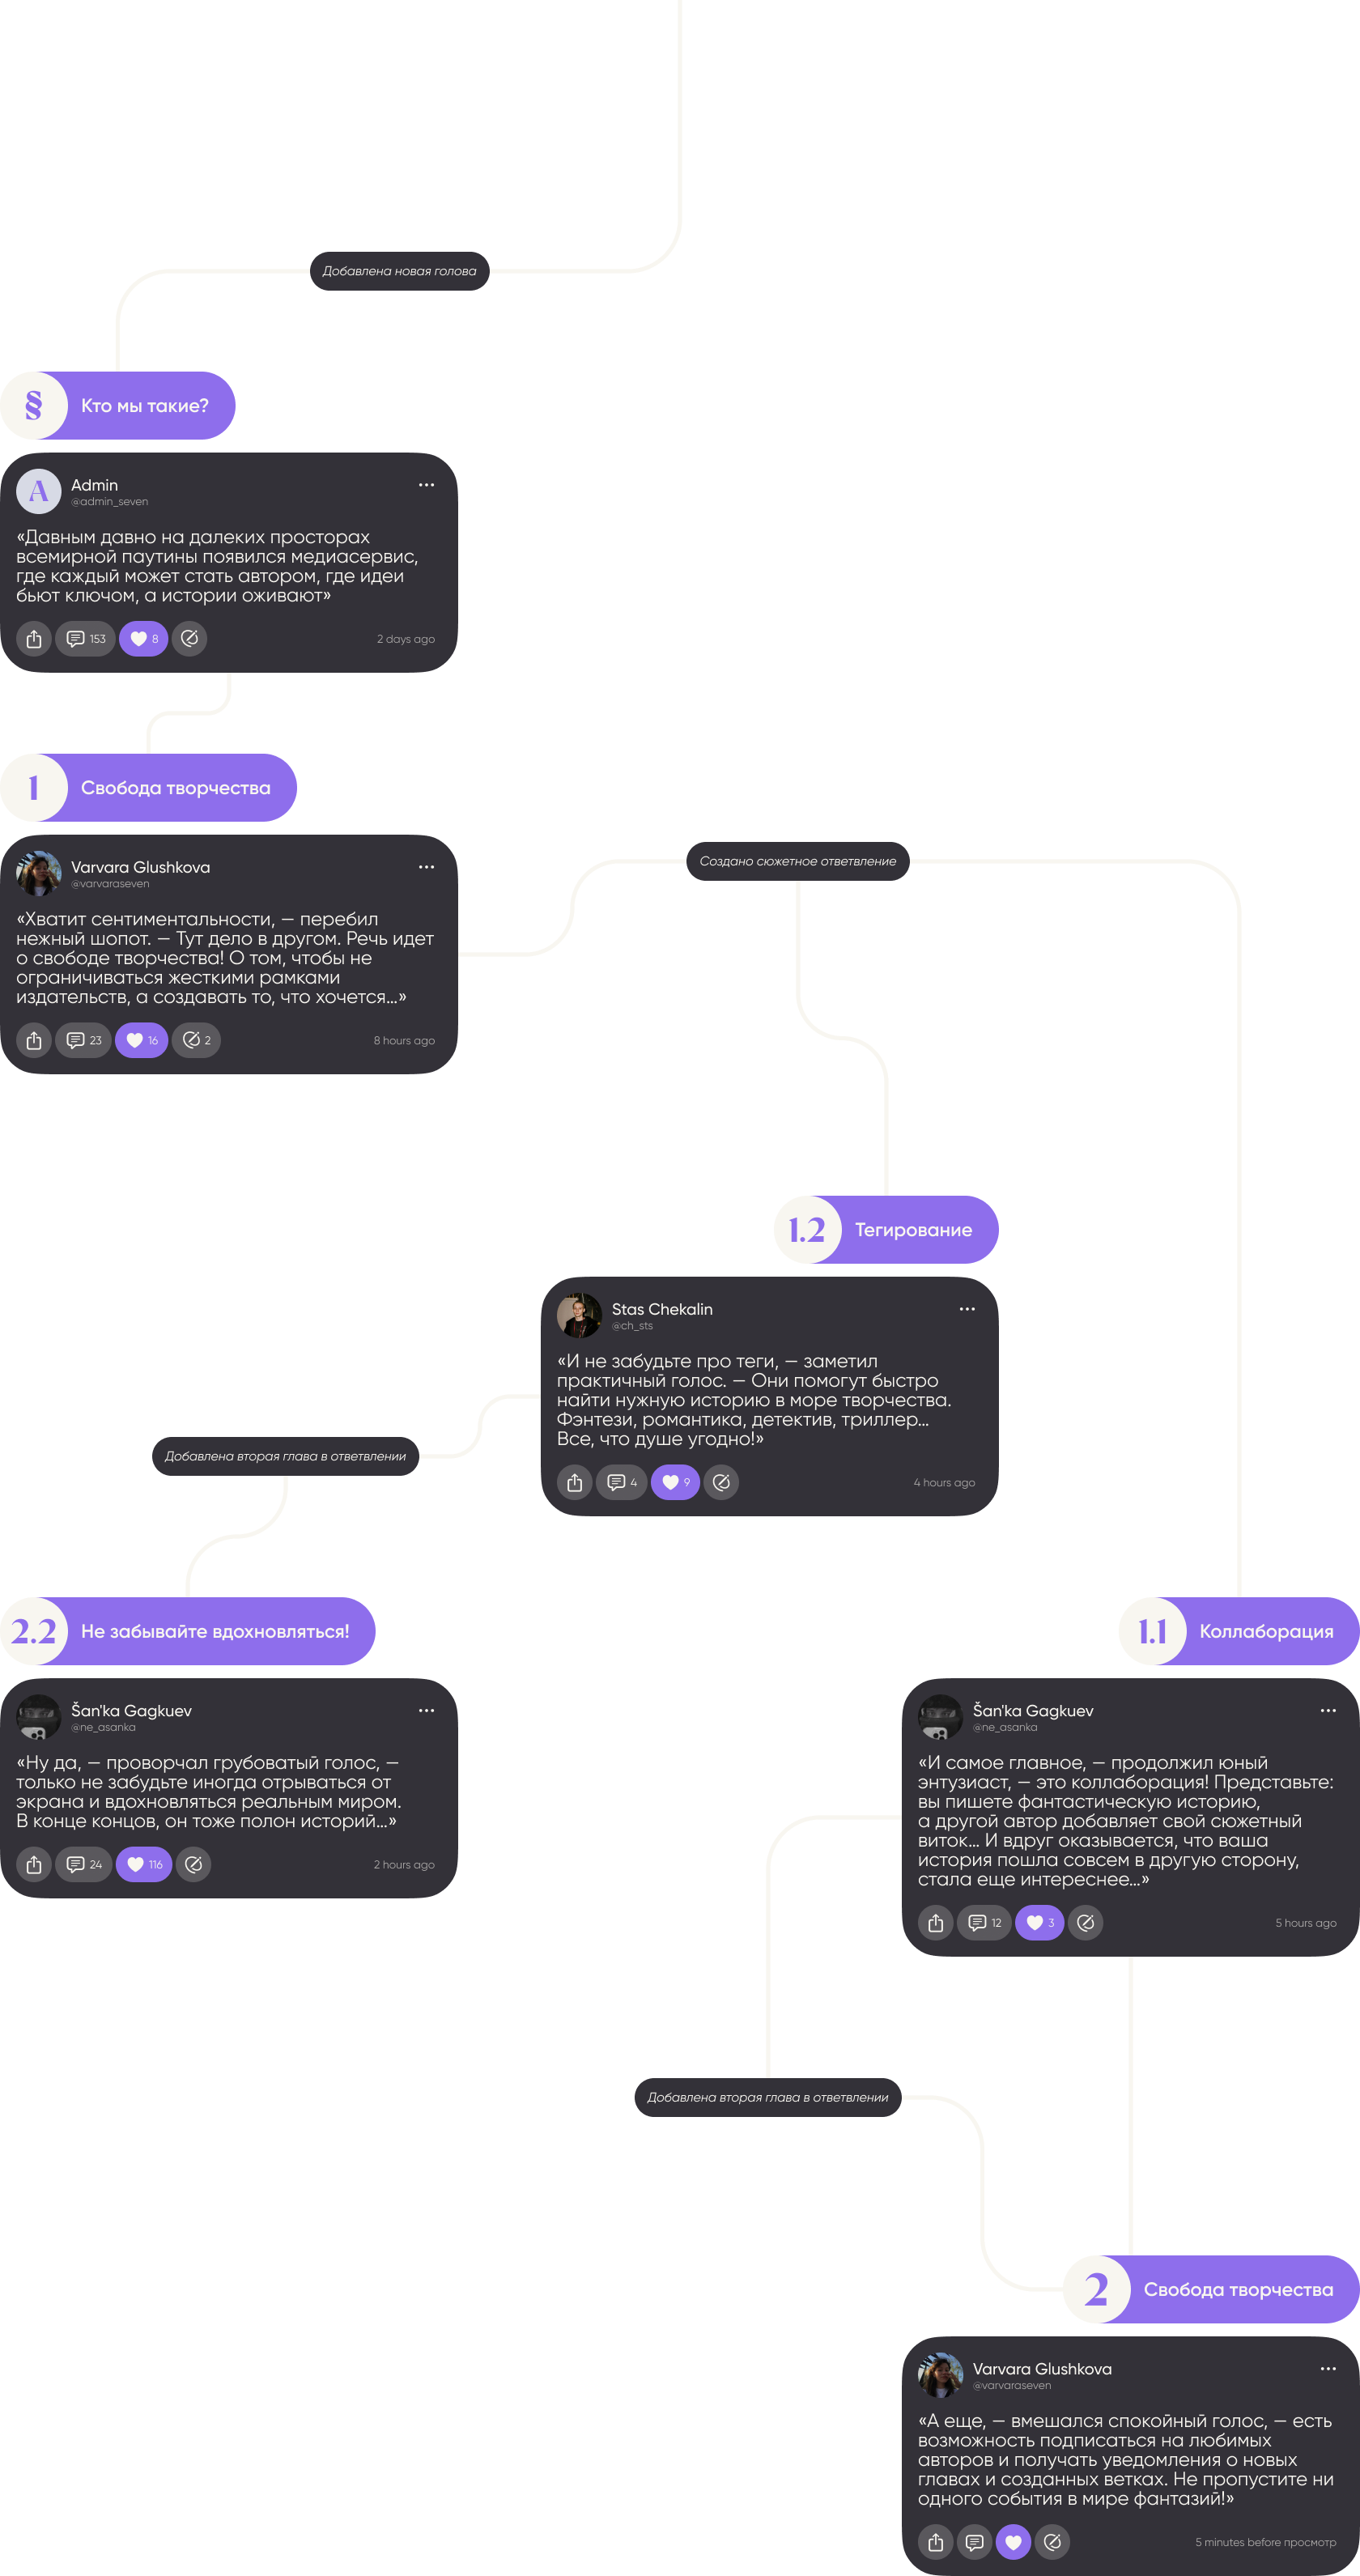 Добавлена новая голова
§
Кто мы такие?
A
Admin
@admin_seven
«Давным давно на далеких просторах
всемирной паутины появился медиасервис,
где каждый может стать автором, где идеи
бьют ключом, а истории оживают»
153
8
2 days ago
1
Свобода творчества
Varvara Glushkova
@varvaraseven
«Хватит сентиментальности, — перебил
нежный шопот. — Тут дело в другом. Речь идет
о свободе творчества! О том, чтобы не
ограничиваться жесткими рамками
издательств, а создавать то, что хочется...»
23
16
2
8 hours ago
Создано сюжетное ответвление
1.2
Тегирование
Stas Chekalin
@ch_sts
«И не забудьте про теги, — заметил
практичный голос. — Они помогут быстро
найти нужную историю в море творчества.
Фэнтези, романтика, детектив, триллер...
Все, что душе угодно!»
4
9
4 hours ago
Добавлена вторая глава в ответвлении
2.2
Не забывайте вдохновляться!
Šan'ka Gagkuev
@ne_asanka
«Ну да, — проворчал грубоватый голос, —
только не забудьте иногда отрываться от
экрана и вдохновляться реальным миром.
В конце концов, он тоже полон историй...»
24
116
2 hours ago
1.1
Коллаборация
Šan'ka Gagkuev
@ne_asanka
«И самое главное, — продолжил юный
энтузиаст, — это коллаборация! Представьте:
вы пишете фантастическую историю,
а другой автор добавляет свой сюжетный
виток... И вдруг оказывается, что ваша
история пошла совсем в другую сторону,
стала еще интереснее...»
12
3
5 hours ago
Добавлена вторая глава в ответвлении
2
Свобода творчества
Varvara Glushkova
@varvaraseven
«А еще, — вмешался спокойный голос, — есть
возможность подписаться на любимых
авторов и получать уведомления о новых
главах и созданных ветках. Не пропустите ни
одного события в мире фантазий!»
5 minutes before просмотр